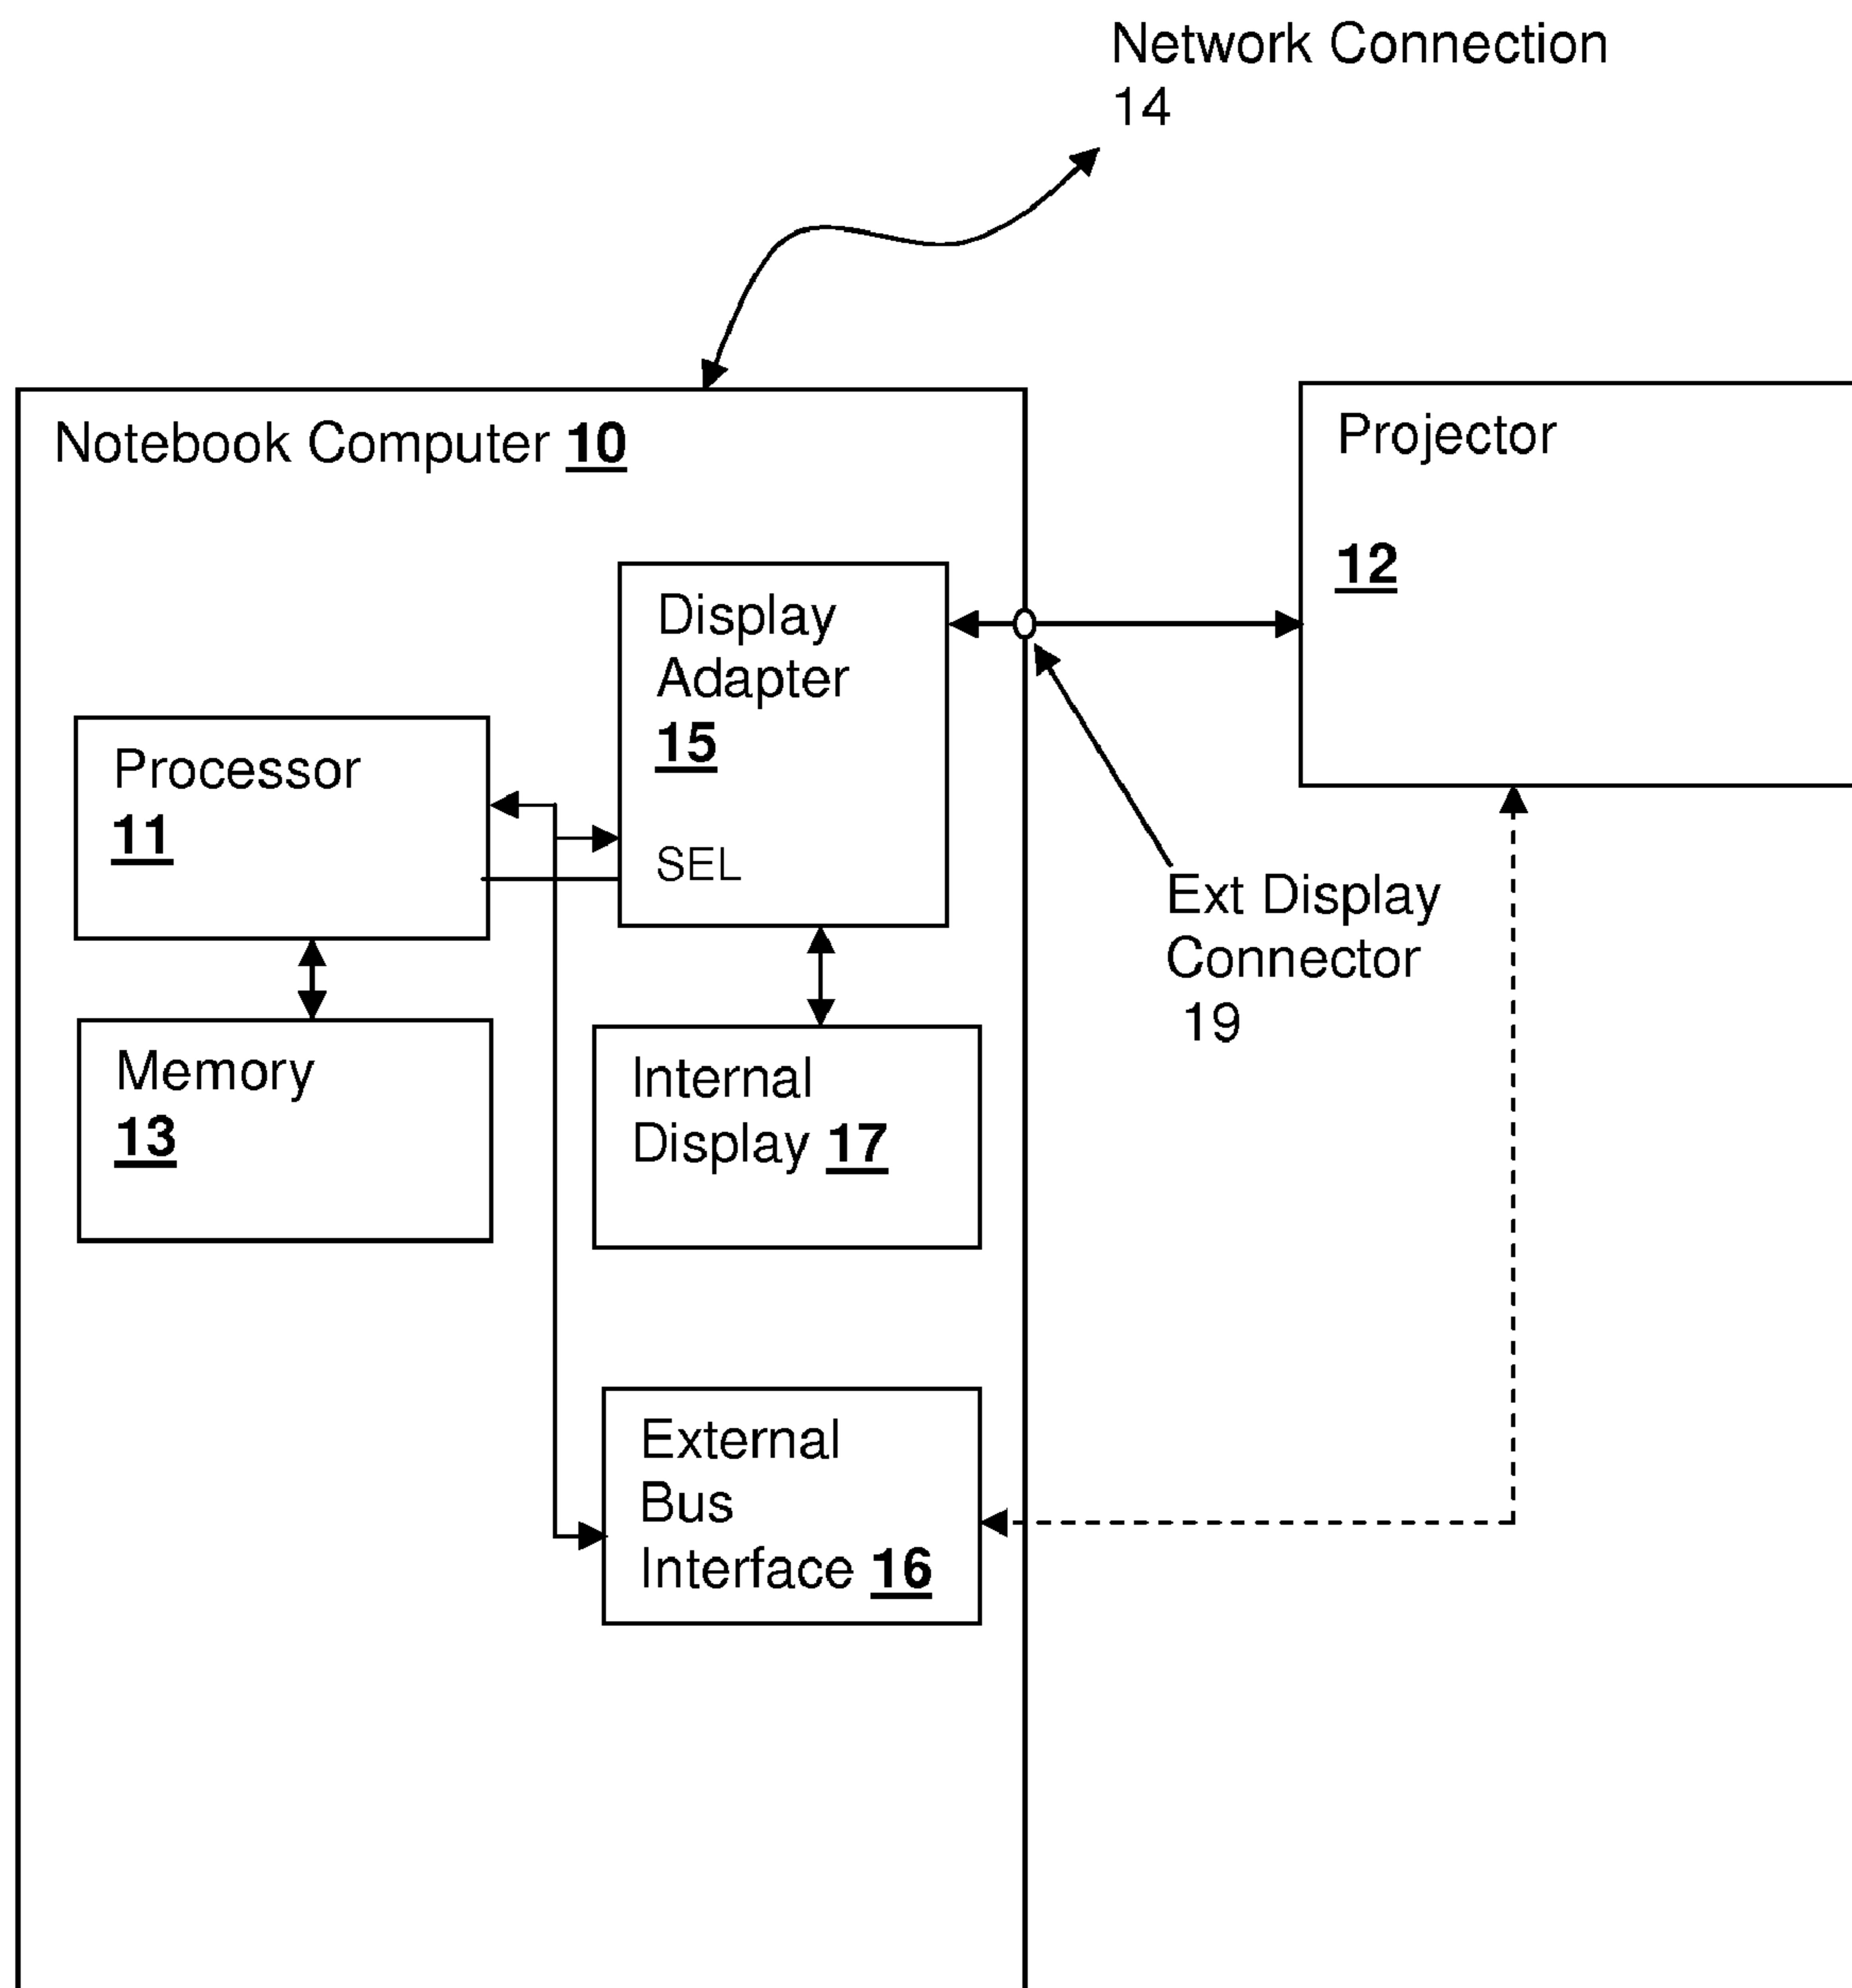 Network Connection
14
Notebook Computer 10
Projector
12
Display
Adapter
15
SEL
Processor
11
Ext Display
Connector
19
Memory
13
Internal
Display 17
External
Bus
Interface 16